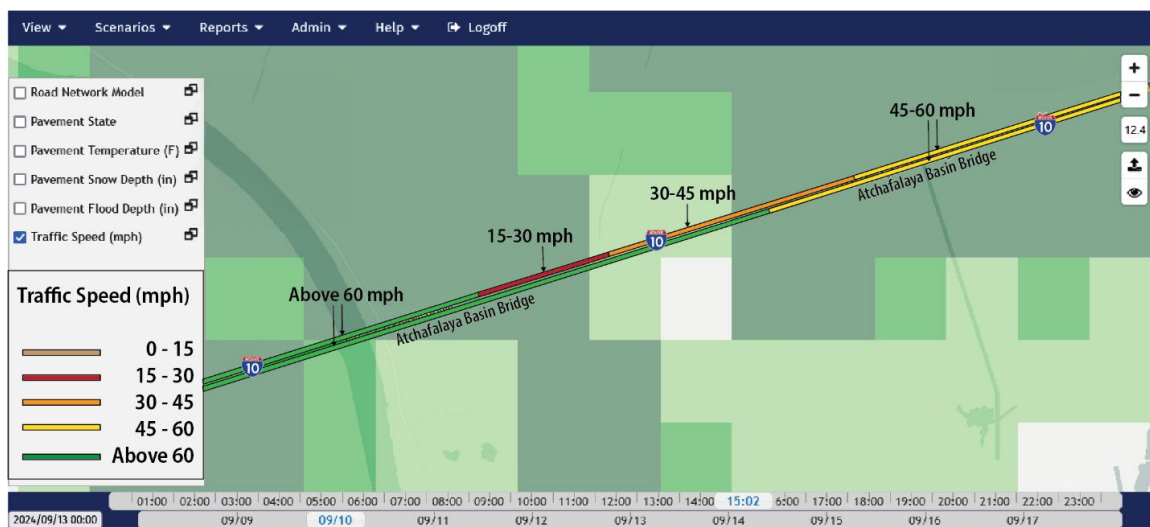 View Scenarios Reports Admin Help Logoff
Road Network Model
Pavement State
Pavement Temperature (F)
Pavement Snow Depth (in)
Pavement Flood Depth (in)
Traffic Speed (mph)
+
−
12.4
45-60 mph
10
Atchafalaya Basin Bridge
30-45 mph
10
15-30 mph
Above 60 mph
Atchafalaya Basin Bridge
10
Traffic Speed (mph)
0 - 15
15 - 30
30 - 45
45 - 60
Above 60
01:00 02:00 03:00 04:00 05:00 06:00 07:00 08:00 09:00 10:00 11:00 12:00 13:00 14:00 15:02 6:00 17:00 18:00 19:00 20:00 21:00 22:00 23:00
2024/09/13 00:00 09/09 09/10 09/11 09/12 09/13 09/14 09/15 09/16 09/17